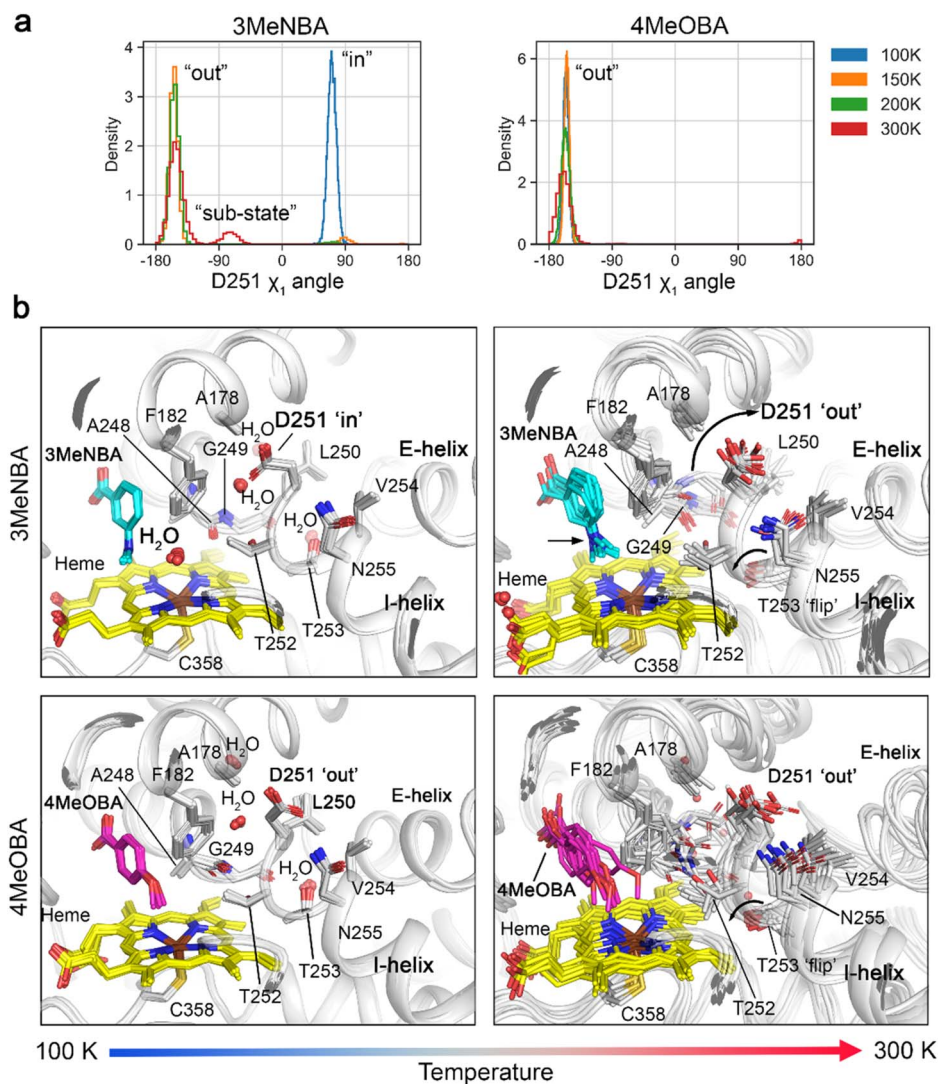 a
3MeNBA
4MeOBA
“out”
“in”
“sub-state”
Density
4
3
2
1
0
-180
-90
0
90
180
D251 χ1 angle
“out”
Density
6
4
2
0
-180
-90
0
90
180
D251 χ1 angle
100K
150K
200K
300K
b
3MeNBA
A178
F182
H2O
D251 ‘in’
A248
3MeNBA
G249
L250
E-helix
H2O
H2O
V254
H2O
Heme
N255
I-helix
T253
T252
C358
A178
F182
D251 ‘out’
3MeNBA
A248
L250
E-helix
V254
G249
N255
Heme
T253 ‘flip’
I-helix
T252
C358
4MeOBA
A178
H2O
F182
A248
H2O
D251 ‘out’
4MeOBA
L250
E-helix
G249
H2O
V254
Heme
N255
I-helix
T253
T252
C358
A178
F182
E-helix
D251 ‘out’
4MeOBA
V254
Heme
N255
T253 ‘flip’
I-helix
T252
C358
100 K
300 K
Temperature